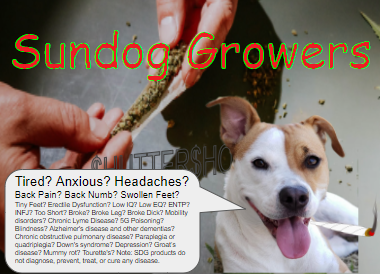 Sundog Growers
SHUTTERSHO
Tired? Anxious? Headaches?
Back Pain? Back Numb? Swollen Feet?
Tiny Feet? Erectile Dysfunction? Low IQ? Low EQ? ENTP?
INFJ? Too Short? Broke? Broke Leg? Broke Dick? Mobility
disorders? Chronic Lyme Disease? 5G Poisoning?
Blindness? Alzheimer's disease and other dementias?
Chronic obstructive pulmonary disease? Paraplegia or
quadriplegia? Down's syndrome? Depression? Groat's
disease? Mummy rot? Tourette's? Note: SDG products do
not diagnose, prevent, treat, or cure any disease.